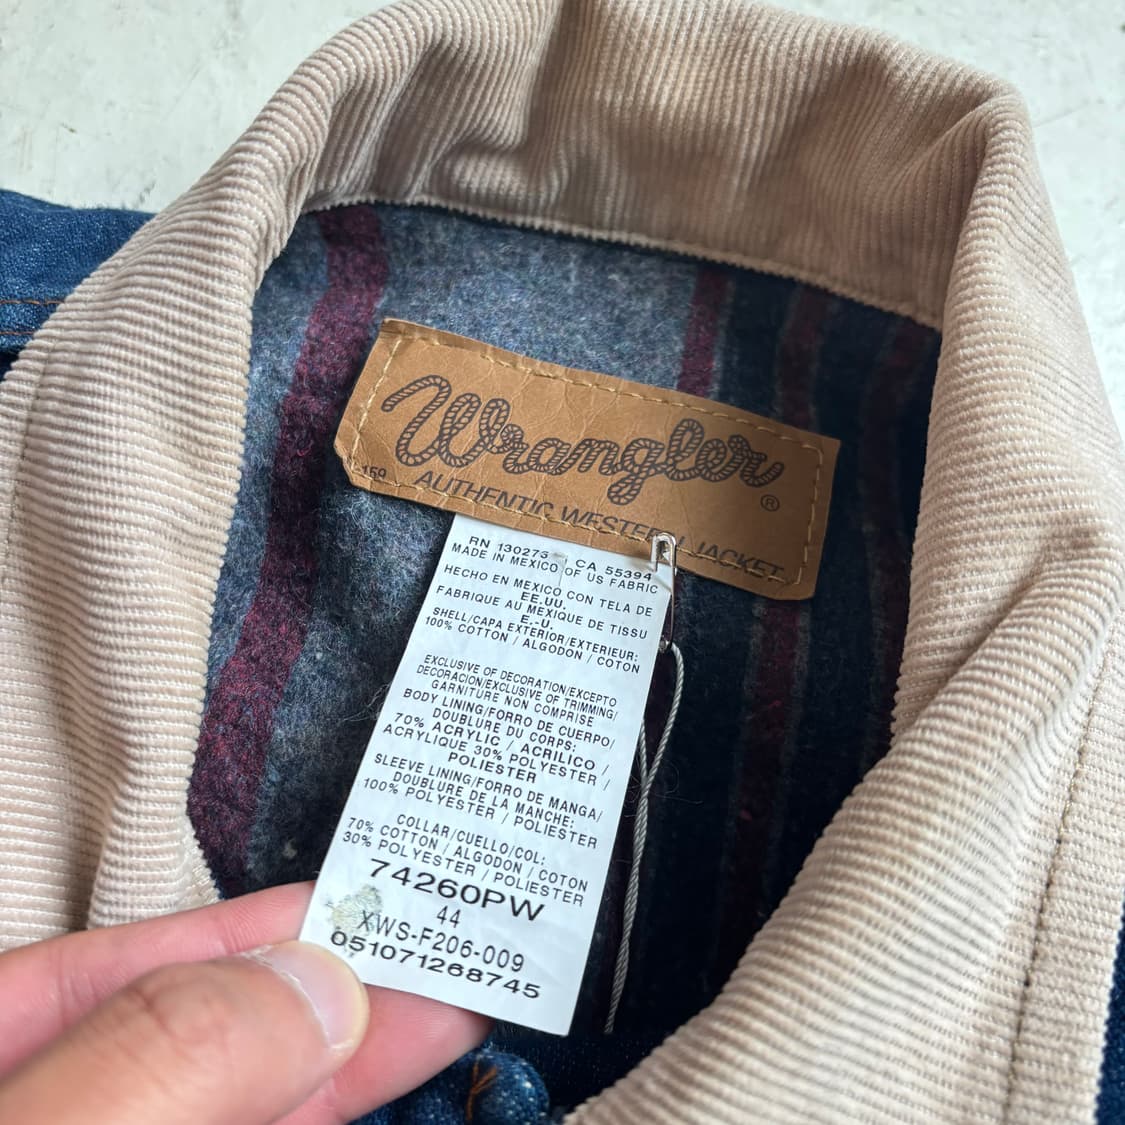 Wrangler
®
159
AUTHENTIC WESTERN JACKET
RN 130273 CA 55394
MADE IN MEXICO OF US FABRIC
HECHO EN MEXICO CON TELA DE
EE.UU.
FABRIQUE AU MEXIQUE DE TISSU
E.-U.
SHELL/CAPA EXTERIOR/EXTERIEUR:
100% COTTON / ALGODON / COTON
EXCLUSIVE OF DECORATION/EXCEPTO
DECORACION/EXCLUSIVE OF TRIMMING/
GARNITURE NON COMPRISE
BODY LINING/FORRO DE CUERPO/
DOUBLURE DU CORPS:
70% ACRYLIC / ACRILICO /
ACRYLIQUE 30% POLYESTER /
POLIESTER
SLEEVE LINING/FORRO DE MANGA/
DOUBLURE DE LA MANCHE:
100% POLYESTER / POLIESTER
COLLAR/CUELLO/COL:
70% COTTON / ALGODON / COTON
30% POLYESTER / POLIESTER
74260PW
44
XWS-F206-009
051071268745